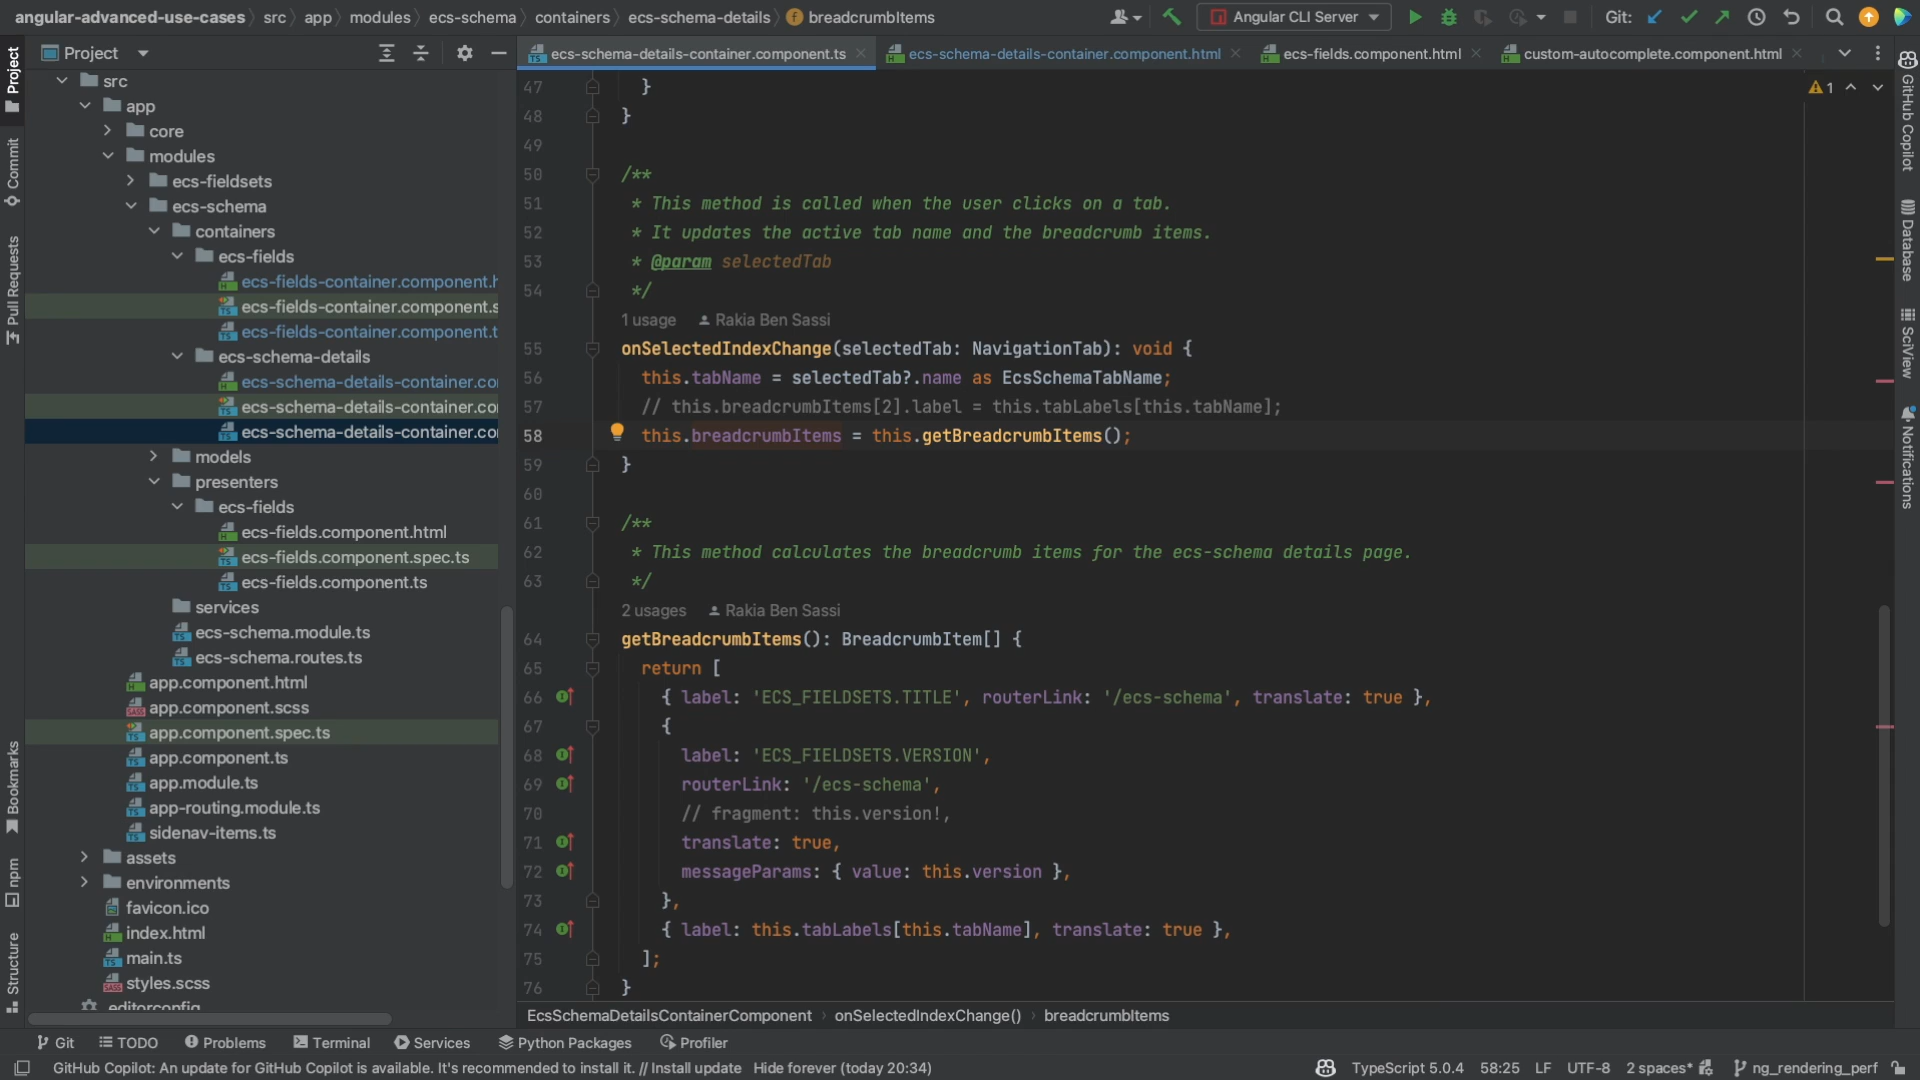 angular-advanced-use-cases src app modules ecs-schema containers ecs-schema-details f breadcrumbItems
Angular CLI Server
Git:
Project
ecs-schema-details-container.component.ts
ecs-schema-details-container.component.html
ecs-fields.component.html
custom-autocomplete.component.html
Project
Commit
Pull Requests
Bookmarks
npm
Structure
src
app
core
modules
ecs-fieldsets
ecs-schema
containers
ecs-fields
ecs-fields-container.component.h
ecs-fields-container.component.s
ecs-fields-container.component.t
ecs-schema-details
ecs-schema-details-container.co
ecs-schema-details-container.co
ecs-schema-details-container.co
models
presenters
ecs-fields
ecs-fields.component.html
ecs-fields.component.spec.ts
ecs-fields.component.ts
services
ecs-schema.module.ts
ecs-schema.routes.ts
app.component.html
app.component.scss
app.component.spec.ts
app.component.ts
app.module.ts
app-routing.module.ts
sidenav-items.ts
assets
environments
favicon.ico
index.html
main.ts
styles.scss
.editorconfig
1
47 }
48 }
49
50 /**
51 * This method is called when the user clicks on a tab.
52 * It updates the active tab name and the breadcrumb items.
53 * @param selectedTab
54 */
1 usage Rakia Ben Sassi
55 onSelectedIndexChange(selectedTab: NavigationTab): void {
56 this.tabName = selectedTab?.name as EcsSchemaTabName;
57 // this.breadcrumbItems[2].label = this.tabLabels[this.tabName];
58 this.breadcrumbItems = this.getBreadcrumbItems();
59 }
60
61 /**
62 * This method calculates the breadcrumb items for the ecs-schema details page.
63 */
2 usages Rakia Ben Sassi
64 getBreadcrumbItems(): BreadcrumbItem[] {
65 return [
66 { label: 'ECS_FIELDSETS.TITLE', routerLink: '/ecs-schema', translate: true },
67 {
68 label: 'ECS_FIELDSETS.VERSION',
69 routerLink: '/ecs-schema',
70 // fragment: this.version!,
71 translate: true,
72 messageParams: { value: this.version },
73 },
74 { label: this.tabLabels[this.tabName], translate: true },
75 ];
76 }
GitHub Copilot
Database
SciView
Notifications
EcsSchemaDetailsContainerComponent onSelectedIndexChange() breadcrumbItems
Git TODO Problems Terminal Services Python Packages Profiler
GitHub Copilot: An update for GitHub Copilot is available. It's recommended to install it. // Install update Hide forever (today 20:34)
TypeScript 5.0.4 58:25 LF UTF-8 2 spaces* ng_rendering_perf